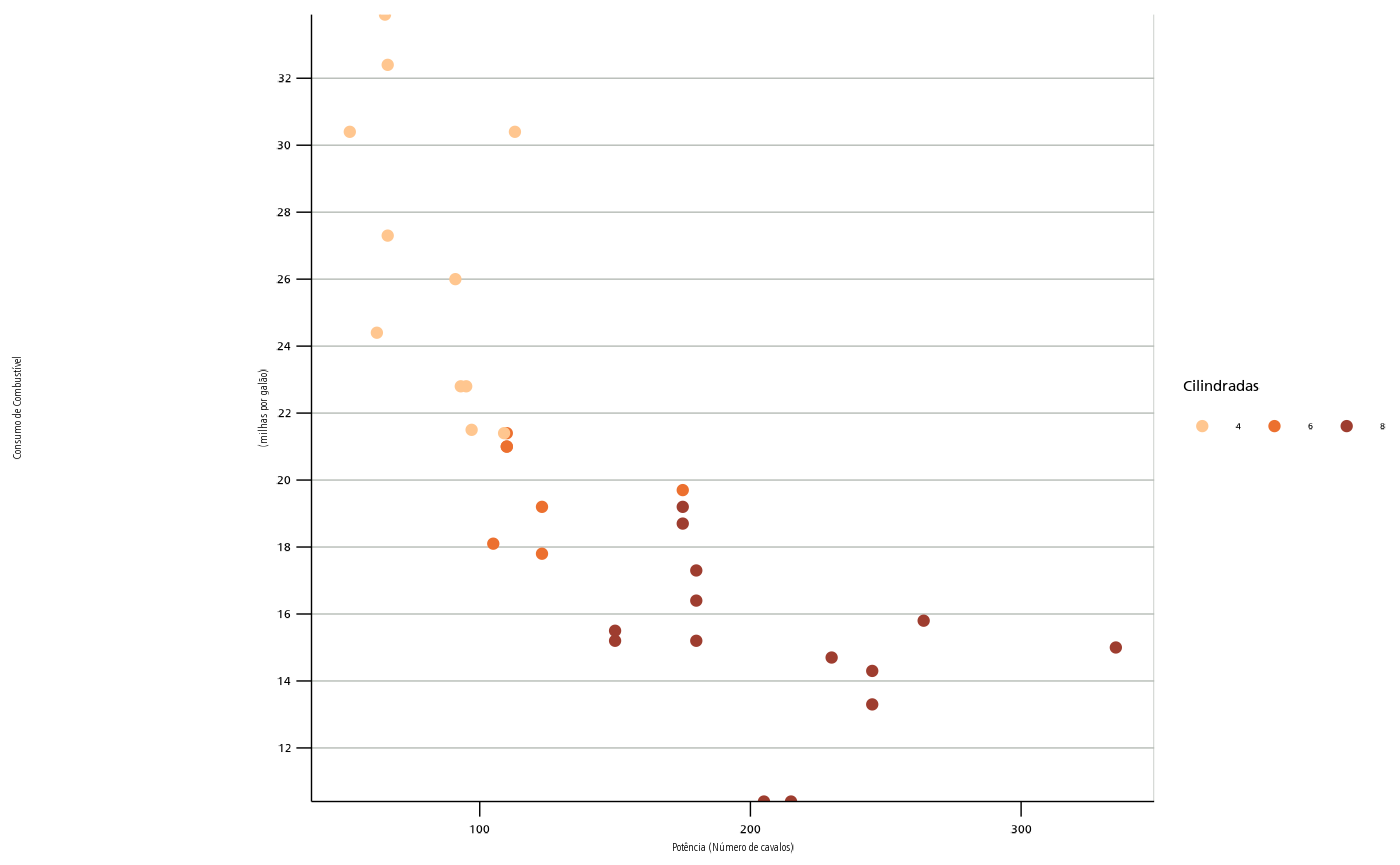 Consumo de Combustível
(milhas por galão)
32
30
28
26
24
22
20
18
16
14
12
100 200 300
Potência (Número de cavalos)
Cilindradas
4 6 8